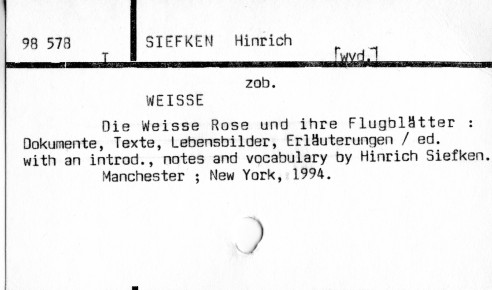 98 578 SIEFKEN Hinrich
I [wyd.]
zob.
WEISSE
Die Weisse Rose und ihre Flugblätter :
Dokumente, Texte, Lebensbilder, Erläuterungen / ed.
with an introd., notes and vocabulary by Hinrich Siefken.
Manchester ; New York, 1994.